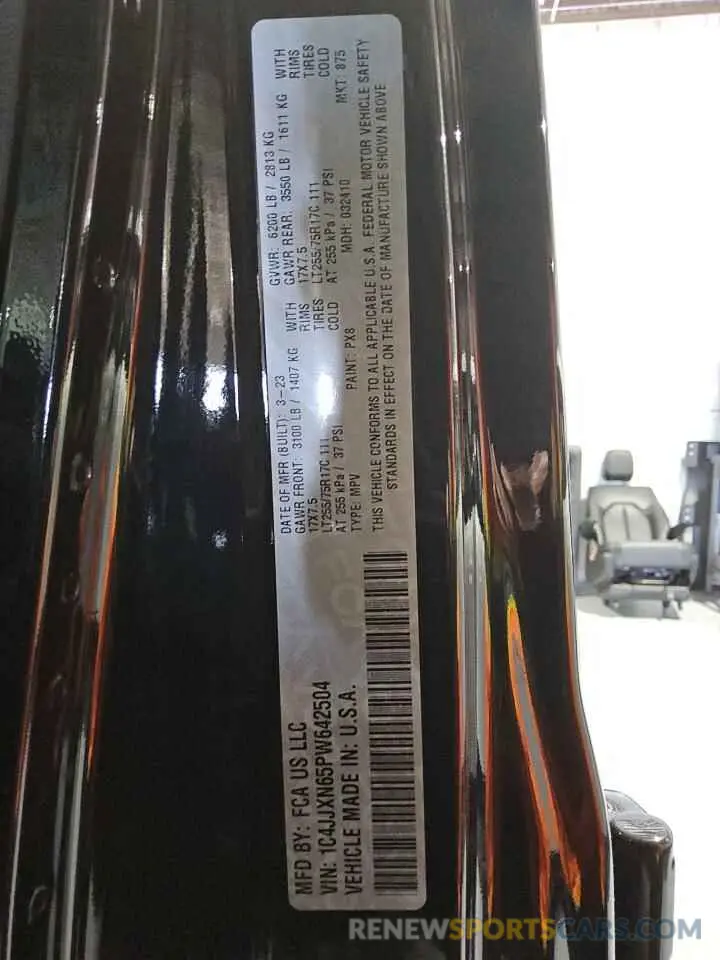 MFD BY: FCA US LLC
VIN: 1C4JJXN65PW642504
VEHICLE MADE IN: U.S.A.
DATE OF MFR (BUILT): 3-23
GAWR FRONT: 3100 LB / 1407 KG WITH
17X7.5 RIMS
LT255/75R17C 111 TIRES
AT 255 kPa / 37 PSI COLD
TYPE: MPV PAINT: PX8
GVWR: 6200 LB / 2813 KG
GAWR REAR: 3550 LB / 1611 KG WITH
17X7.5 RIMS
LT255/75R17C 111 TIRES
AT 255 kPa / 37 PSI COLD
MDH: 032410 MKT: 875
THIS VEHICLE CONFORMS TO ALL APPLICABLE U.S.A. FEDERAL MOTOR VEHICLE SAFETY
STANDARDS IN EFFECT ON THE DATE OF MANUFACTURE SHOWN ABOVE
RENEWSPORTSCARS.COM